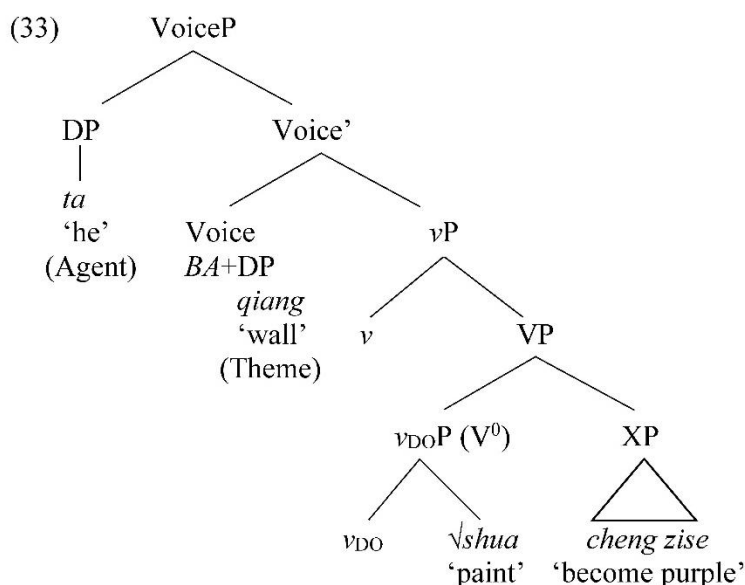 (33) VoiceP
DP Voice’
ta
‘he’ Voice vP
(Agent) BA+DP
qiang
‘wall’ v VP
(Theme)
vDOP (V⁰) XP
vDO √shua cheng zise
‘paint’ ‘become purple’